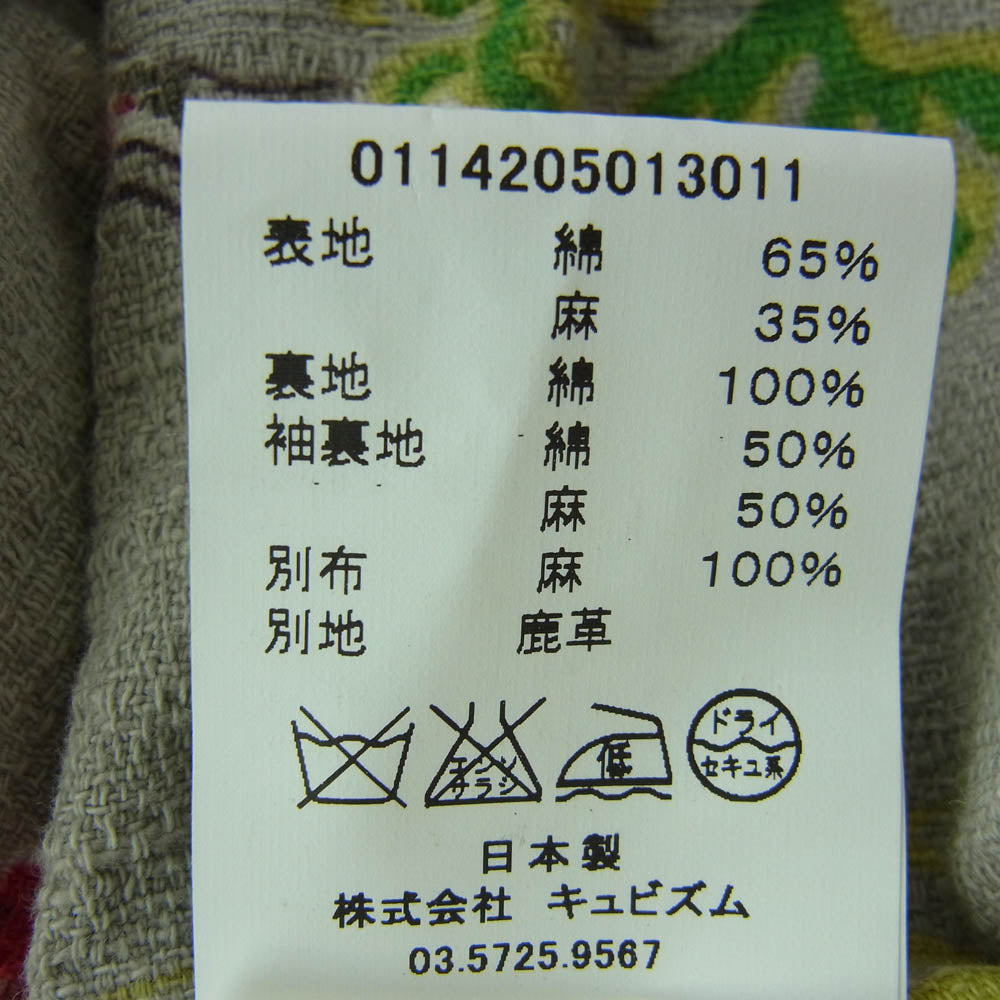 0114205013011
表地 綿 65%
麻 35%
裏地 綿 100%
袖裏地 綿 50%
麻 50%
別布 麻 100%
別地 鹿革
エンソサラシ 低 ドライ セキユ系
日本製
株式会社 キュビズム
03.5725.9567